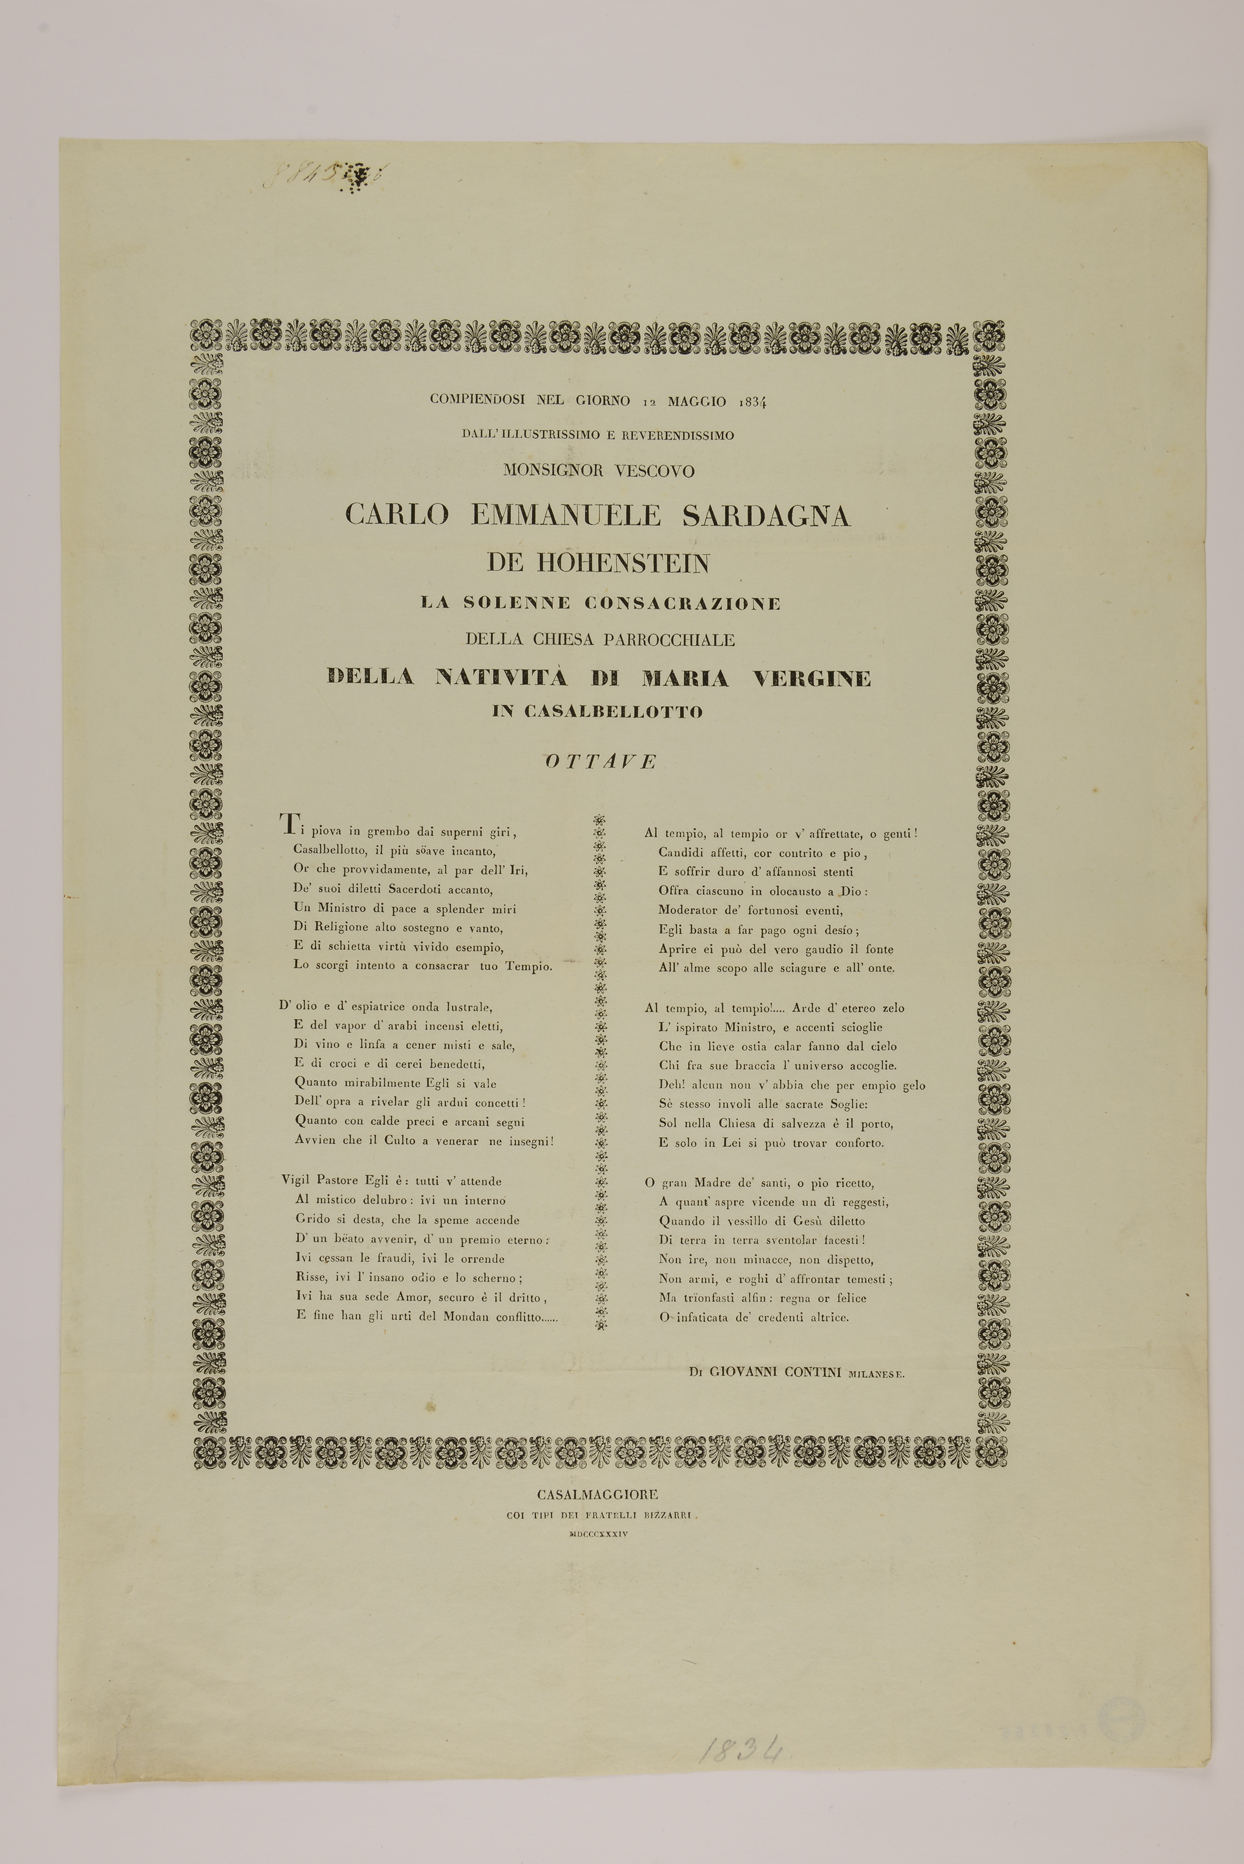 COMPIENDOSI NEL GIORNO 12 MAGGIO 1834
DALL' ILLUSTRISSIMO E REVERENDISSIMO
MONSIGNOR VESCOVO
CARLO EMMANUELE SARDAGNA
DE HOHENSTEIN
LA SOLENNE CONSACRAZIONE
DELLA CHIESA PARROCCHIALE
DELLA NATIVITÀ DI MARIA VERGINE
IN CASALBELLOTTO
OTTAVE
Ti piova in grembo dai superni giri,
Casalbellotto, il più söave incanto,
Or che provvidamente, al par dell' Iri,
De' suoi diletti Sacerdoti accanto,
Un Ministro di pace a splender miri
Di Religione alto sostegno e vanto,
E di schietta virtù vivido esempio,
Lo scorgi intento a consacrar tuo Tempio.
D' olio e d' espiatrice onda lustrale,
E del vapor d' arabi incensi eletti,
Di vino e linfa a cener misti e sale,
E di croci e di cerei benedetti,
Quanto mirabilmente Egli si vale
Dell' opra a rivelar gli ardui concetti!
Quanto con calde preci e arcani segni
Avvien che il Culto a venerar ne insegni!
Vigil Pastore Egli è: tutti v' attende
Al mistico delubro: ivi un interno
Grido si desta, che la speme accende
D' un bëato avvenir, d' un premio eterno:
Ivi cessan le fraudi, ivi le orrende
Risse, ivi l' insano odio e lo scherno;
Ivi ha sua sede Amor, securo è il dritto,
E fine han gli urti del Mondan conflitto......
Al tempio, al tempio or v' affrettate, o genti!
Candidi affetti, cor contrito e pio,
E soffrir duro d' affannosi stenti
Offra ciascuno in olocausto a Dio:
Moderator de' fortunosi eventi,
Egli basta a far pago ogni desío;
Aprire ei può del vero gaudio il fonte
All' alme scopo alle sciagure e all' onte.
Al tempio, al tempio!.... Arde d' etereo zelo
L' ispirato Ministro, e accenti scioglie
Che in lieve ostia calar fanno dal cielo
Chi fra sue braccia l' universo accoglie.
Deh! alcun non v' abbia che per empio gelo
Sè stesso involi alle sacrate Soglie:
Sol nella Chiesa di salvezza è il porto,
E solo in Lei si può trovar conforto.
O gran Madre de' santi, o pio ricetto,
A quant' aspre vicende un dì reggesti,
Quando il vessillo di Gesù diletto
Di terra in terra sventolar facesti!
Non ire, non minacce, non dispetto,
Non armi, e roghi d' affrontar temesti;
Ma trïonfasti alfin: regna or felice
O infaticata de' credenti altrice.
DI GIOVANNI CONTINI MILANESE.
CASALMAGGIORE
COI TIPI DEI FRATELLI BIZZARRI.
MDCCCXXXIV
1834